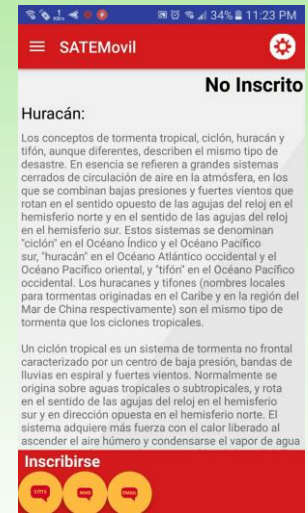 34% 11:23 PM
SATEMovil
No Inscrito
Huracán:
Los conceptos de tormenta tropical, ciclón, huracán y
tifón, aunque diferentes, describen el mismo tipo de
desastre. En esencia se refieren a grandes sistemas
cerrados de circulación de aire en la atmósfera, en los
que se combinan bajas presiones y fuertes vientos que
rotan en el sentido opuesto de las agujas del reloj en el
hemisferio norte y en el sentido de las agujas del reloj
en el hemisferio sur. Estos sistemas se denominan
"ciclón" en el Océano Índico y el Océano Pacífico
sur, "huracán" en el Océano Atlántico occidental y el
Océano Pacífico oriental, y "tifón" en el Océano Pacífico
occidental. Los huracanes y tifones (nombres locales
para tormentas originadas en el Caribe y en la región del
Mar de China respectivamente) son el mismo tipo de
tormenta que los ciclones tropicales.
Un ciclón tropical es un sistema de tormenta no frontal
caracterizado por un centro de baja presión, bandas de
lluvias en espiral y fuertes vientos. Normalmente se
origina sobre aguas tropicales o subtropicales, y rota
en el sentido de las agujas del reloj en el hemisferio
sur y en dirección opuesta en el hemisferio norte. El
sistema adquiere más fuerza con el calor liberado al
ascender el aire húmero y condensarse el vapor de agua
Inscribirse
EMAIL